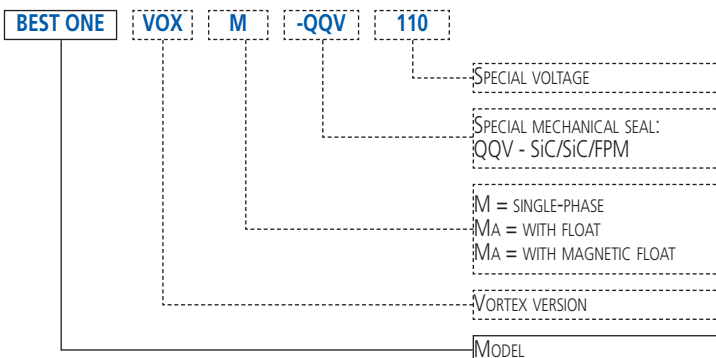 BEST ONE VOX M -QQV 110
SPECIAL VOLTAGE
SPECIAL MECHANICAL SEAL:
QQV - SiC/SiC/FPM
M = SINGLE-PHASE
MA = WITH FLOAT
MA = WITH MAGNETIC FLOAT
VORTEX VERSION
MODEL